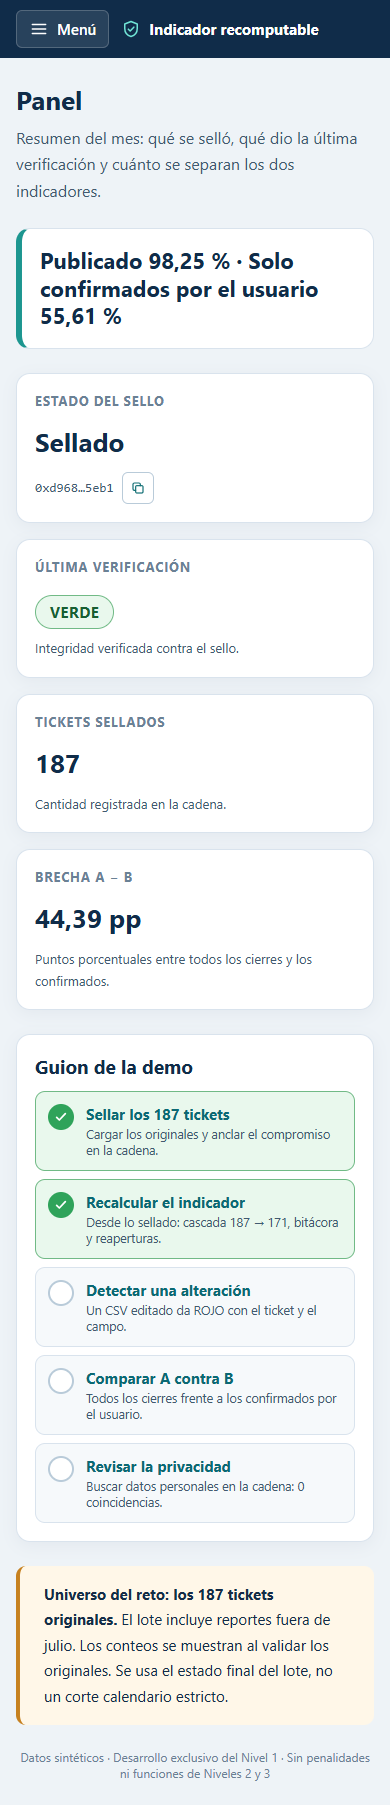 Menú
Indicador recomputable
Panel
Resumen del mes: qué se selló, qué dio la última
verificación y cuánto se separan los dos
indicadores.
Publicado 98,25 % · Solo
confirmados por el usuario
55,61 %
ESTADO DEL SELLO
Sellado
0xd968…5eb1
ÚLTIMA VERIFICACIÓN
VERDE
Integridad verificada contra el sello.
TICKETS SELLADOS
187
Cantidad registrada en la cadena.
BRECHA A − B
44,39 pp
Puntos porcentuales entre todos los cierres y los
confirmados.
Guion de la demo
Sellar los 187 tickets
Cargar los originales y anclar el compromiso
en la cadena.
Recalcular el indicador
Desde lo sellado: cascada 187 → 171, bitácora
y reaperturas.
Detectar una alteración
Un CSV editado da ROJO con el ticket y el
campo.
Comparar A contra B
Todos los cierres frente a los confirmados por
el usuario.
Revisar la privacidad
Buscar datos personales en la cadena: 0
coincidencias.
Universo del reto: los 187 tickets
originales. El lote incluye reportes fuera de
julio. Los conteos se muestran al validar los
originales. Se usa el estado final del lote, no
un corte calendario estricto.
Datos sintéticos · Desarrollo exclusivo del Nivel 1 · Sin penalidades
ni funciones de Niveles 2 y 3